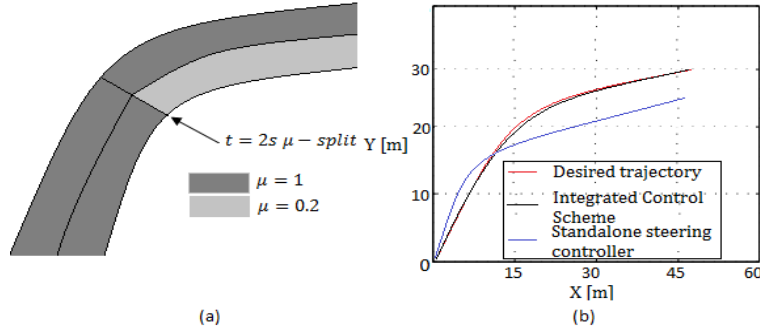 t = 2s μ − split
μ = 1
μ = 0.2
(a)
Y [m]
30
20
10
0
15
30
45
60
X [m]
Desired trajectory
Integrated Control
Scheme
Standalone steering
controller
(b)